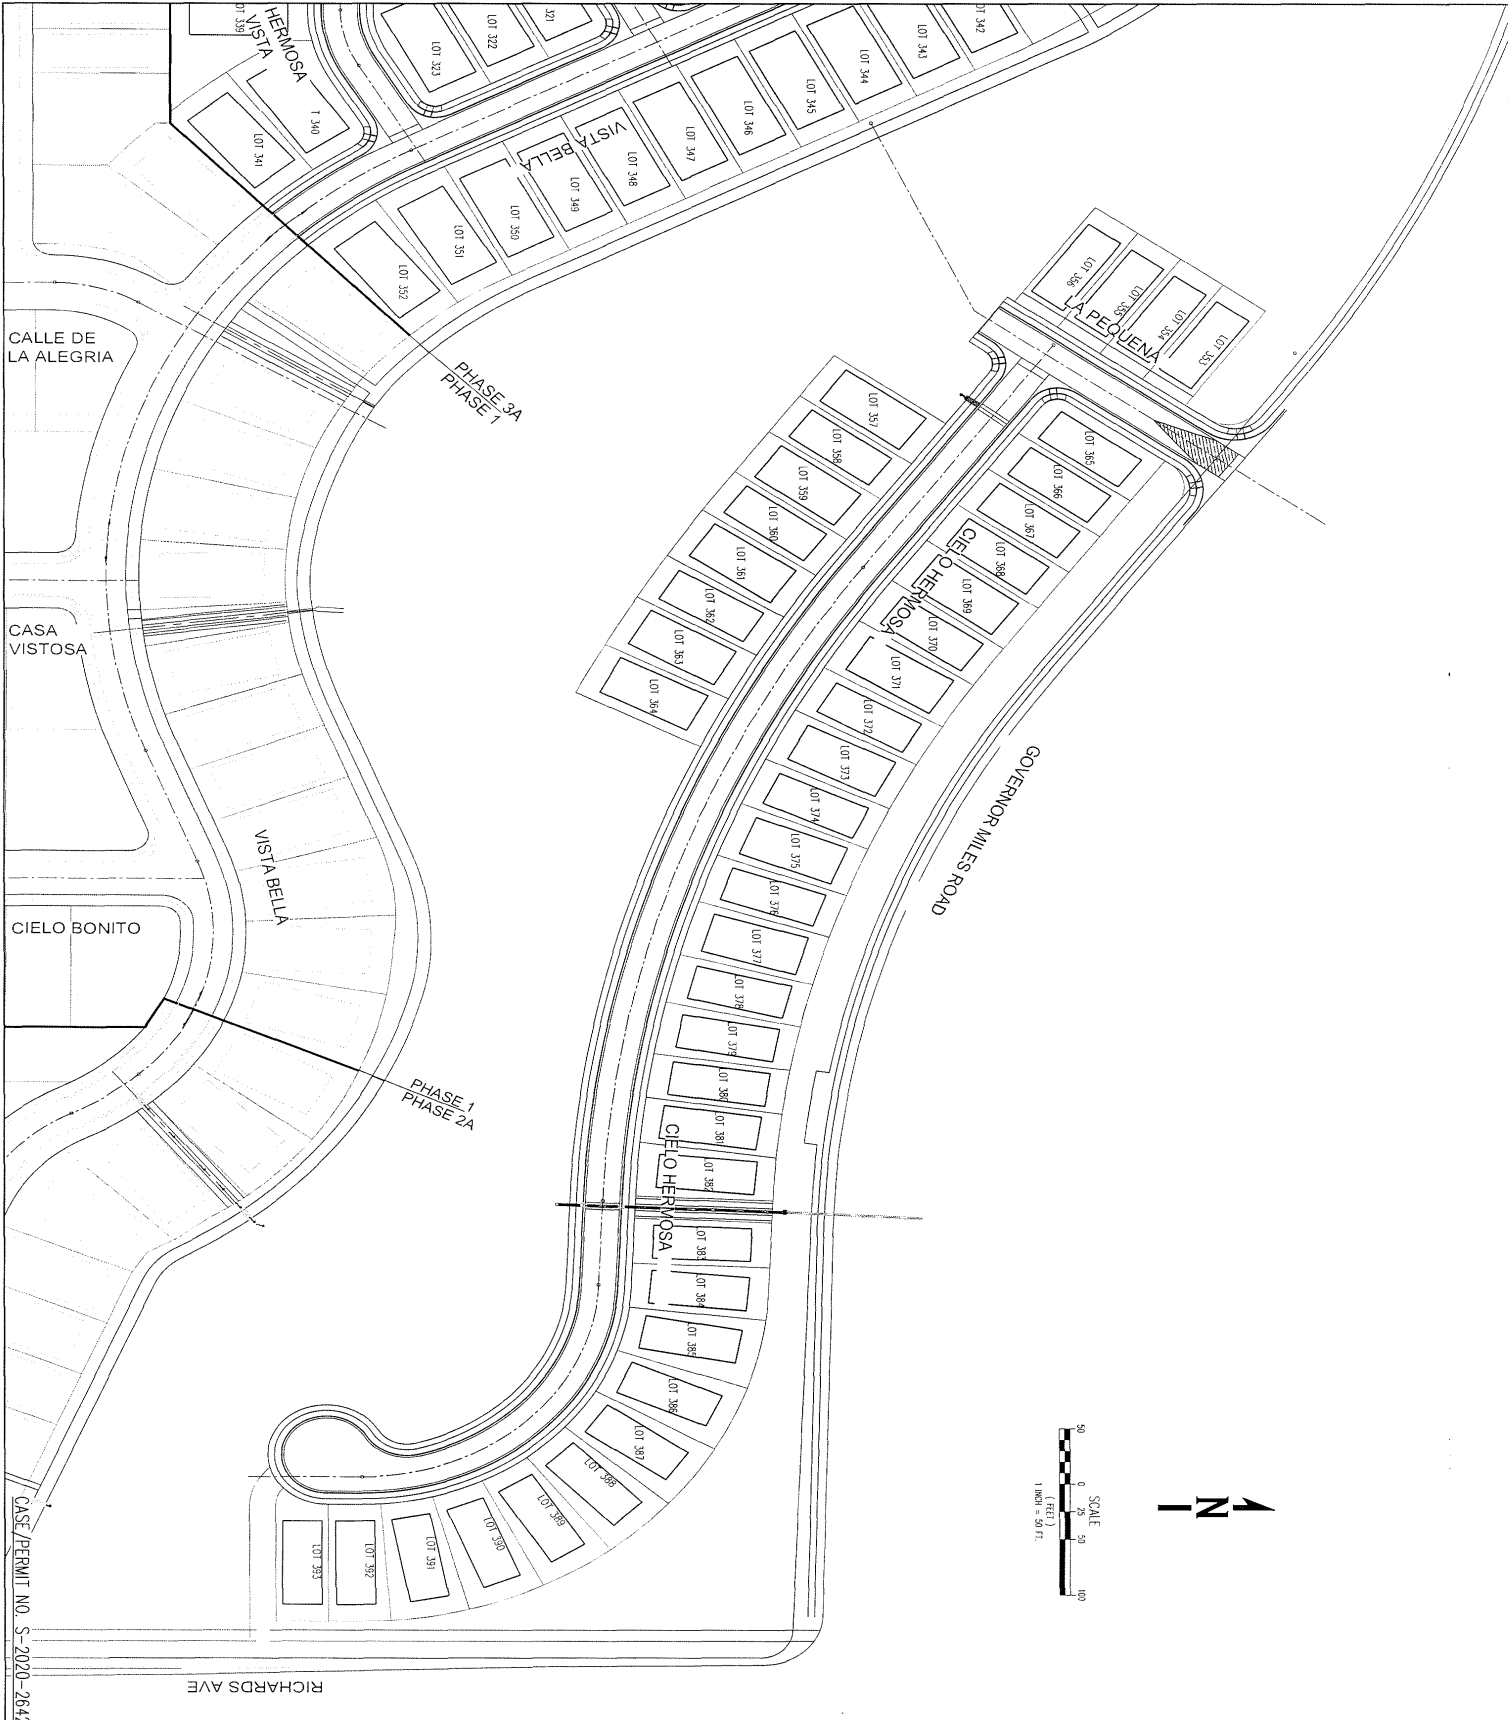 LOT 339
HERMOSA
VISTA
LOT 323
LOT 322
321
LOT 342
LOT 343
LOT 344
LOT 345
LOT 346
LOT 347
LOT 348
LOT 349
LOT 350
LOT 351
LOT 352
T 340
LOT 341
VISTA BELLA
LOT 356
LOT 355
LOT 354
LOT 353
LA PEQUENA
CALLE DE
LA ALEGRIA
PHASE 3A
PHASE 1
LOT 357
LOT 358
LOT 359
LOT 360
LOT 361
LOT 362
LOT 363
LOT 364
LOT 365
LOT 366
LOT 367
LOT 368
LOT 369
LOT 370
LOT 371
LOT 372
LOT 373
LOT 374
LOT 375
LOT 376
LOT 377
LOT 378
LOT 379
LOT 380
LOT 381
LOT 382
CIELO HERMOSA
CASA
VISTOSA
GOVERNOR MILES ROAD
VISTA BELLA
CIELO BONITO
PHASE 1
PHASE 2A
CIELO HERMOSA
LOT 383
LOT 384
LOT 385
LOT 386
LOT 387
LOT 388
LOT 389
LOT 390
LOT 391
LOT 392
LOT 393
SCALE
50 0 25 50 100
( FEET )
1 INCH = 50 FT.
N
RICHARDS AVE
CASE/PERMIT NO. S-2020-2642